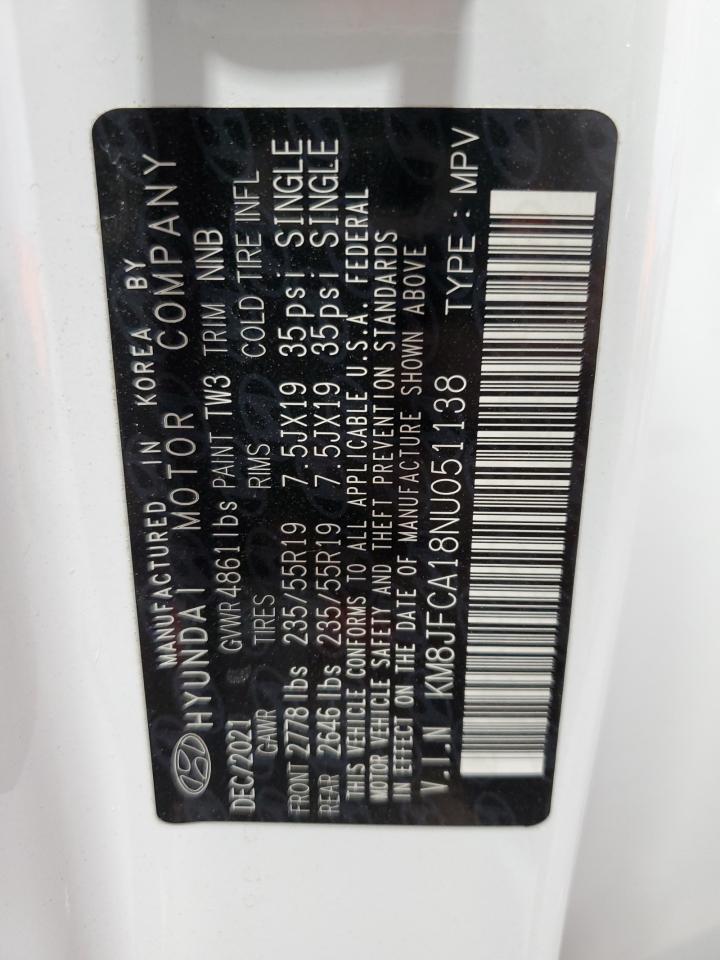 MANUFACTURED IN KOREA BY
HYUNDAI MOTOR COMPANY
DEC/2021 GVWR 4861lbs PAINT TW3 TRIM NNB
GAWR TIRES RIMS COLD TIRE INFL
FRONT 2778 lbs 235/55R19 7.5JX19 35psi SINGLE
REAR 2646 lbs 235/55R19 7.5JX19 35psi SINGLE
THIS VEHICLE CONFORMS TO ALL APPLICABLE U.S.A FEDERAL
MOTOR VEHICLE SAFETY AND THEFT PREVENTION STANDARDS
IN EFFECT ON THE DATE OF MANUFACTURE SHOWN ABOVE
V.I.N KM8JFCA18NU051138 TYPE : MPV